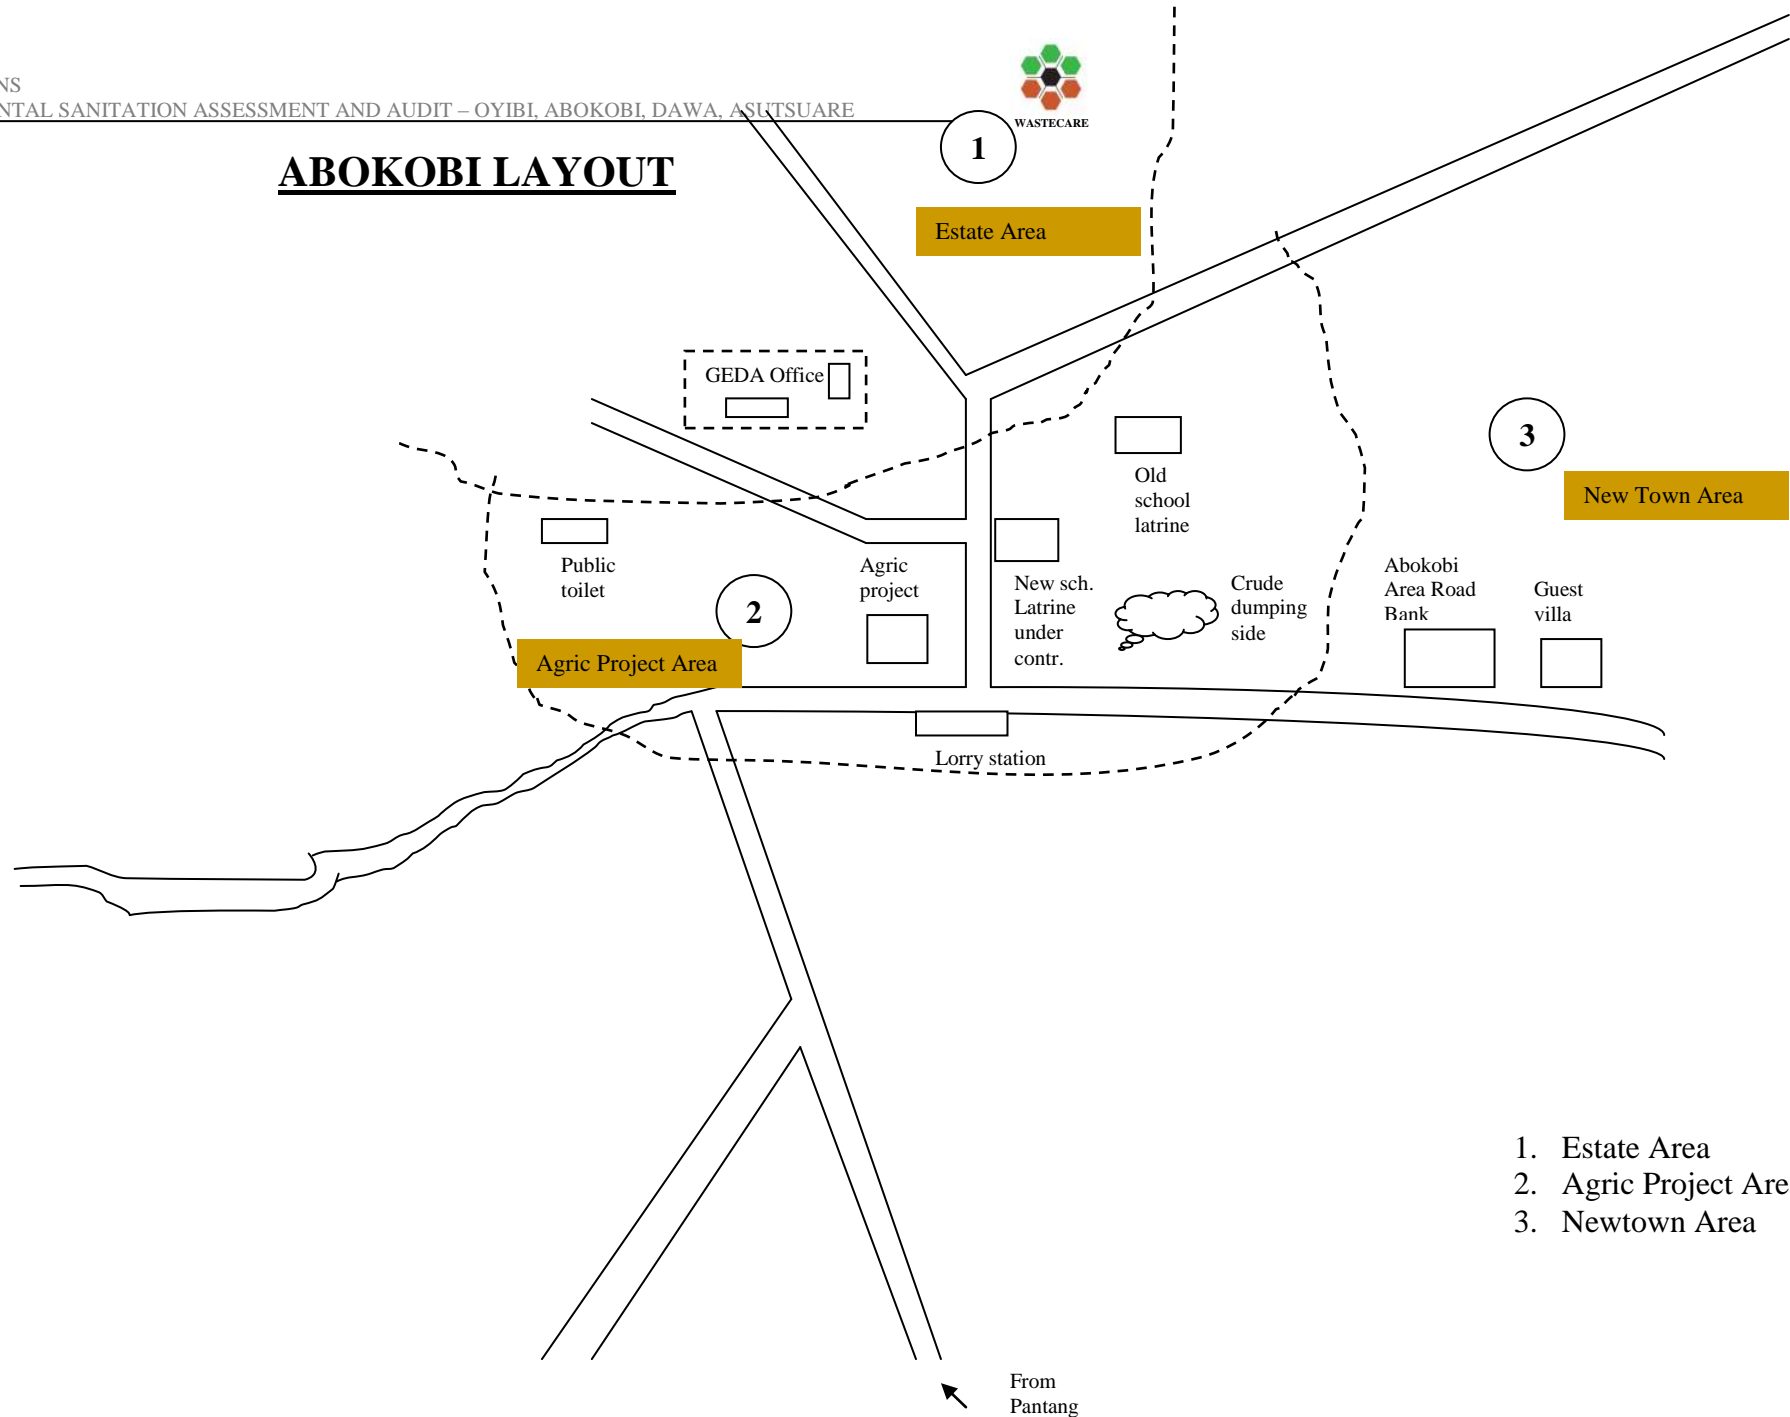 NS
NTAL SANITATION ASSESSMENT AND AUDIT – OYIBI, ABOKOBI, DAWA, ASUTSUARE
WASTECARE
ABOKOBI LAYOUT
1
Estate Area
GEDA Office
3
New Town Area
Old
school
latrine
Public
toilet
2
Agric
project
New sch.
Latrine
under
contr.
Crude
dumping
side
Abokobi
Area Road
Bank
Guest
villa
Agric Project Area
Lorry station
1. Estate Area
2. Agric Project Are
3. Newtown Area
From
Pantang